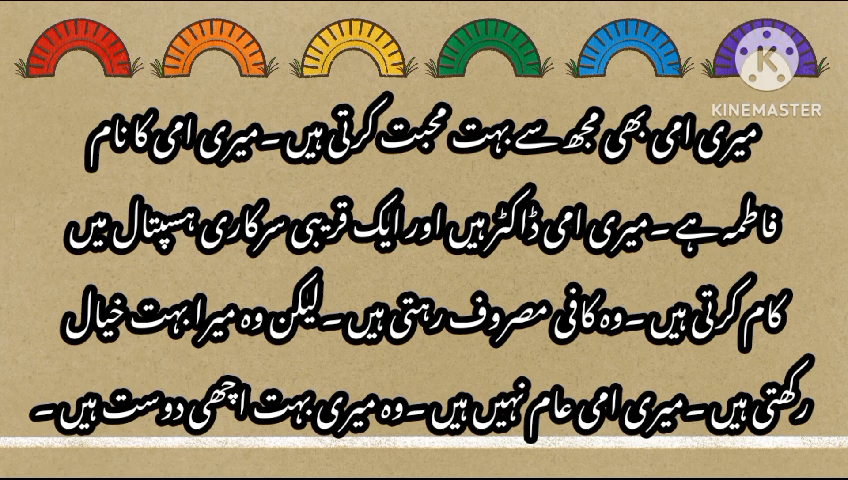 KINEMASTER
میری امی بھی مجھ سے بہت محبت کرتی ہیں۔ میری امی کا نام
فاطمہ ہے۔ میری امی ڈاکٹر ہیں اور ایک قریبی سرکاری ہسپتال میں
کام کرتی ہیں۔ وہ کافی مصروف رہتی ہیں۔ لیکن وہ میرا بہت خیال
رکھتی ہیں۔ میری امی عام نہیں ہیں۔ وہ میری بہت اچھی دوست ہیں۔